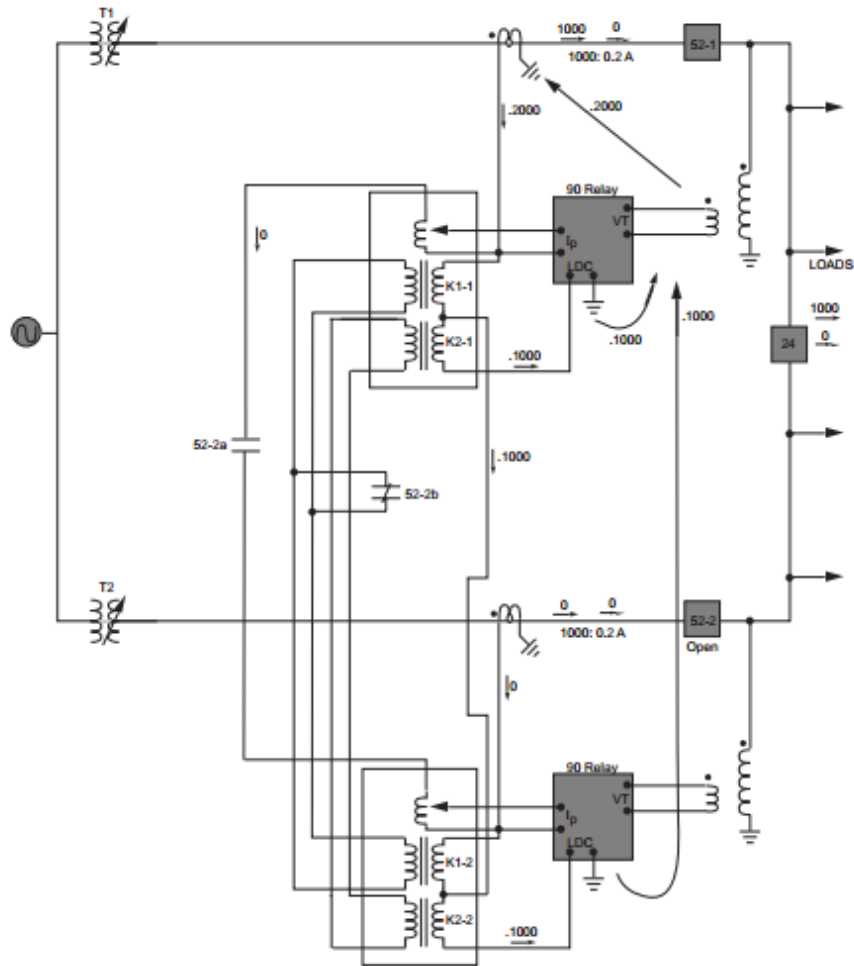 T1
1000
0
1000: 0.2 A
52-1
.2000
.2000
90 Relay
VT
Ip
LDC
0
K1-1
K2-1
.1000
.1000
.1000
LOADS
1000
24
0
52-2a
.1000
52-2b
T2
0
0
1000: 0.2 A
52-2
Open
0
90 Relay
VT
Ip
LDC
K1-2
K2-2
.1000